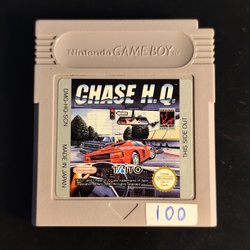 Nintendo GAME BOY
CHASE H.Q.
DMG-HQ-SCN
MADE IN JAPAN
THIS SIDE OUT
TAITO
100